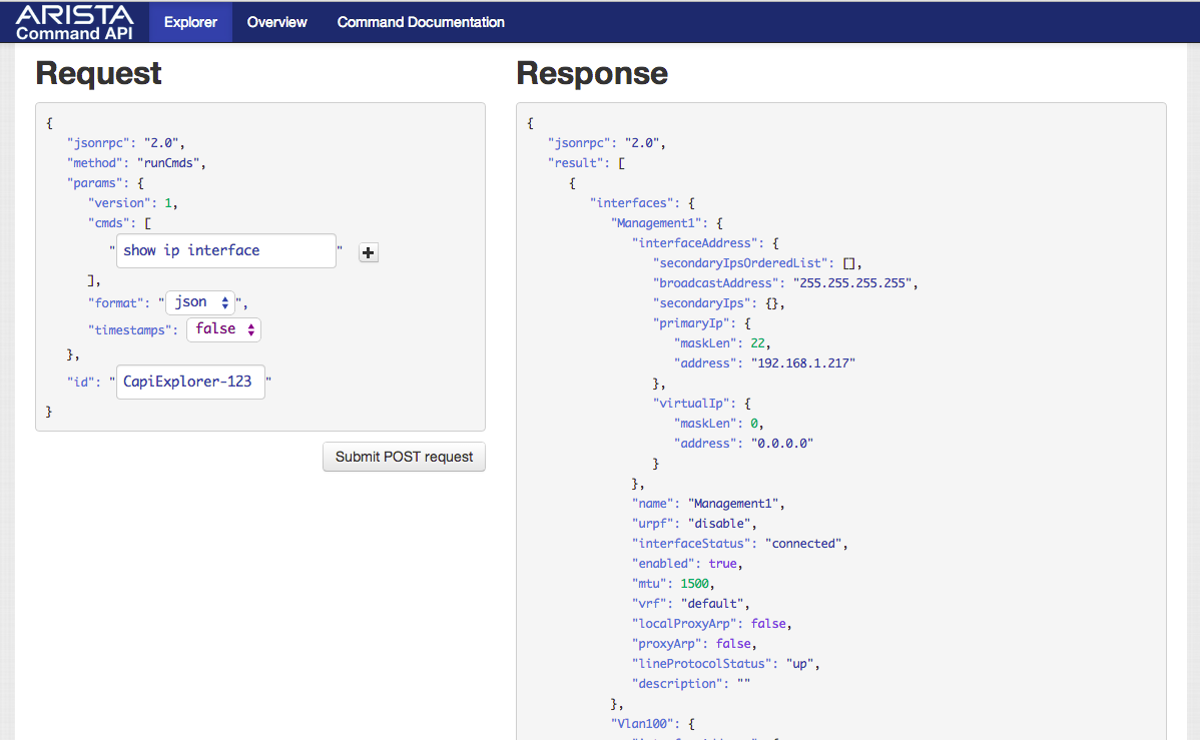 ARISTA
Command API
Explorer
Overview
Command Documentation
Request
{
"jsonrpc": "2.0",
"method": "runCmds",
"params": {
"version": 1,
"cmds": [
"show ip interface" +
],
"format": "json",
"timestamps": false
},
"id": "CapiExplorer-123"
}
Submit POST request
Response
{
"jsonrpc": "2.0",
"result": [
{
"interfaces": {
"Management1": {
"interfaceAddress": {
"secondaryIpsOrderedList": [],
"broadcastAddress": "255.255.255.255",
"secondaryIps": {},
"primaryIp": {
"maskLen": 22,
"address": "192.168.1.217"
},
"virtualIp": {
"maskLen": 0,
"address": "0.0.0.0"
}
},
"name": "Management1",
"urpf": "disable",
"interfaceStatus": "connected",
"enabled": true,
"mtu": 1500,
"vrf": "default",
"localProxyArp": false,
"proxyArp": false,
"lineProtocolStatus": "up",
"description": ""
},
"Vlan100": {